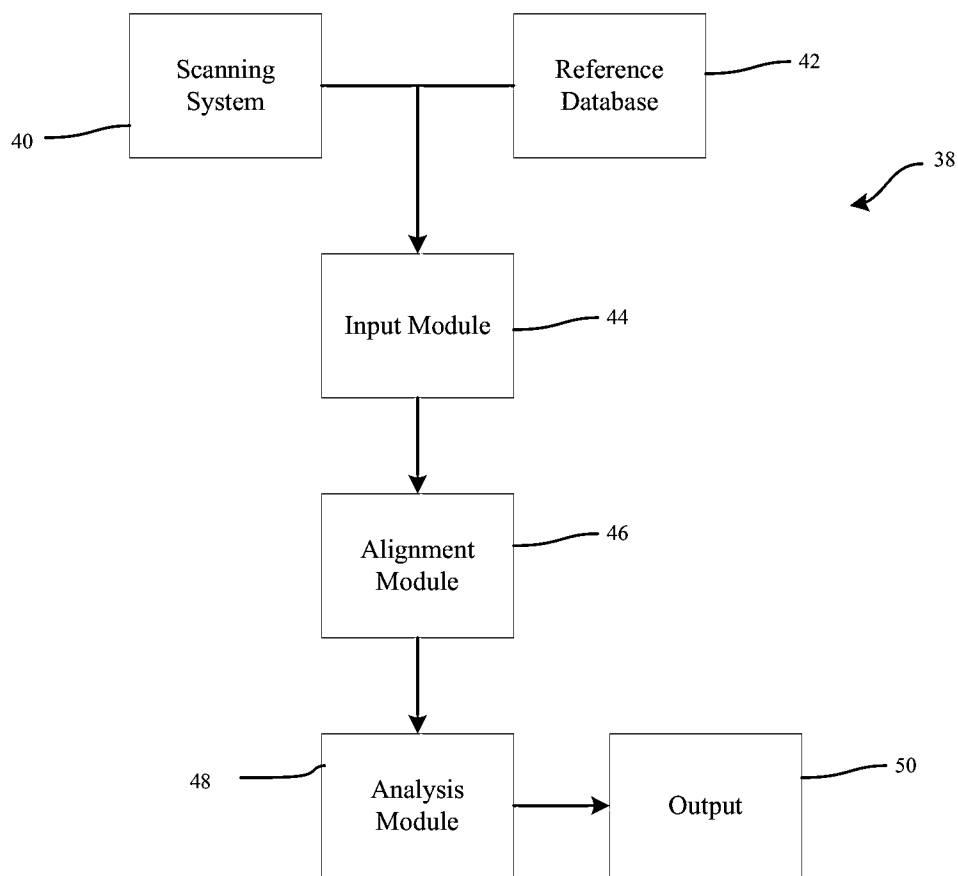 Scanning
System
Reference
Database
42
40
38
Input Module
44
Alignment
Module
46
48
Analysis
Module
Output
50